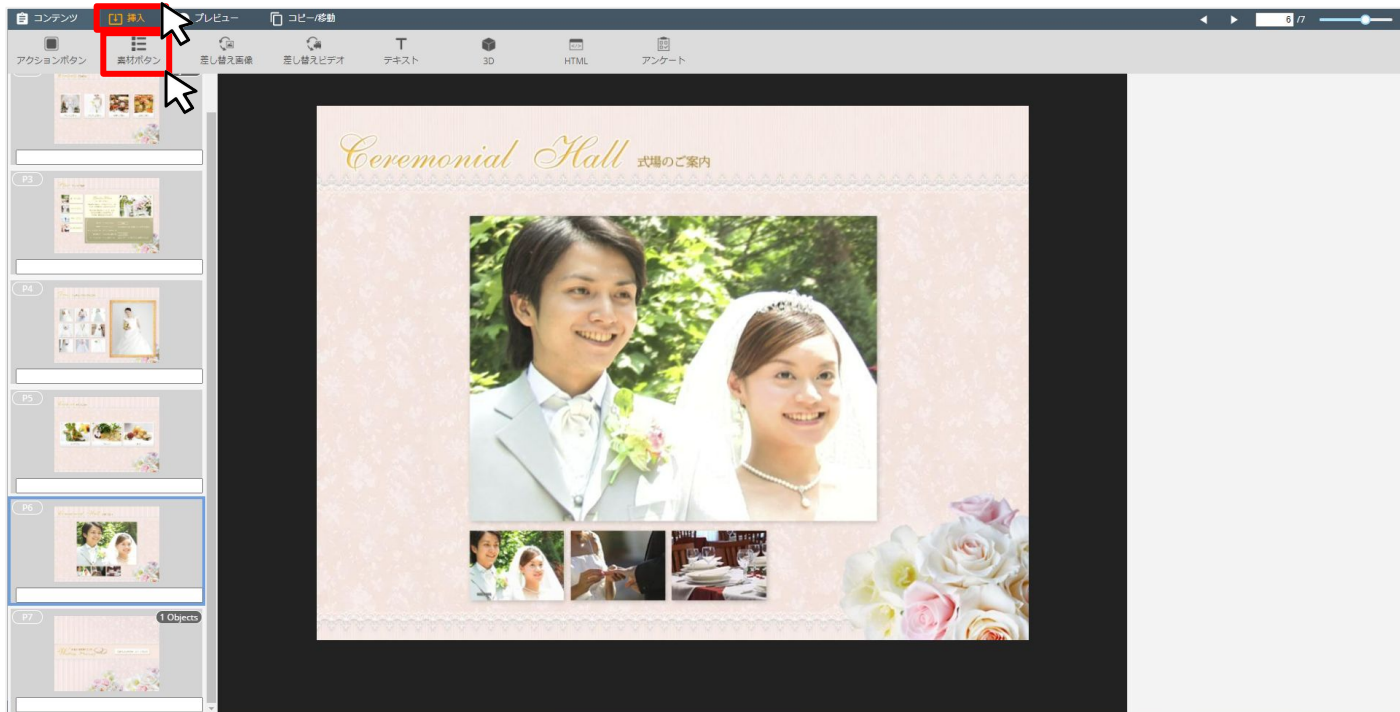 コンテンツ 挿入 プレビュー コピー/移動 6 /7
アクションボタン 素材ボタン 差し替え画像 差し替えビデオ テキスト 3D HTML アンケート
Ceremonial Hall 式場のご案内
P3
P4
P5
P6
P7 1 Objects